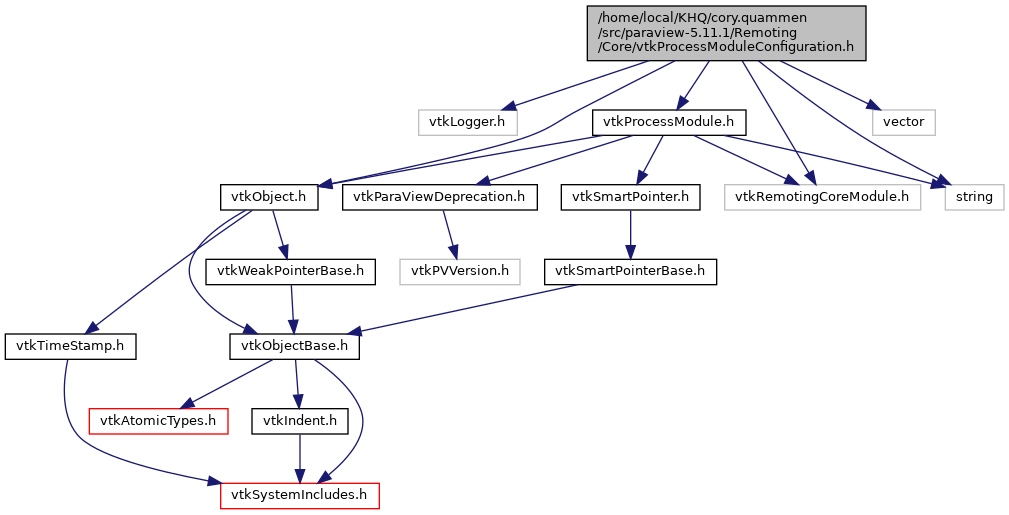 /home/local/KHQ/cory.quammen
/src/paraview-5.11.1/Remoting
/Core/vtkProcessModuleConfiguration.h
vtkLogger.h
vtkProcessModule.h
vector
vtkObject.h
vtkParaViewDeprecation.h
vtkSmartPointer.h
vtkRemotingCoreModule.h
string
vtkWeakPointerBase.h
vtkPVVersion.h
vtkSmartPointerBase.h
vtkTimeStamp.h
vtkObjectBase.h
vtkAtomicTypes.h
vtkIndent.h
vtkSystemIncludes.h